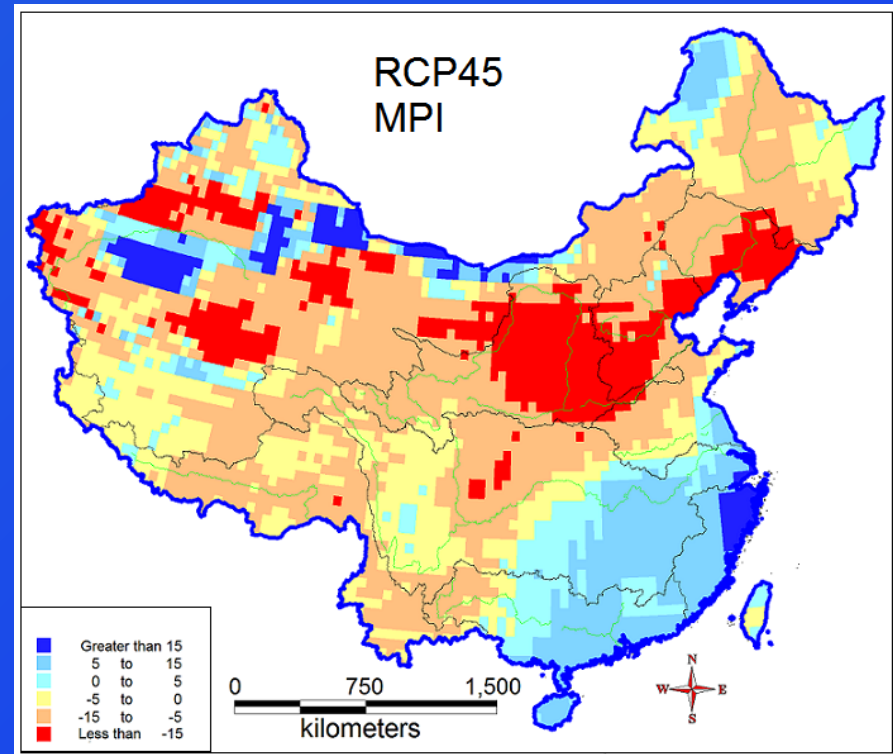 RCP45
MPI
Greater than 15
5 to 15
0 to 5
-5 to 0
-15 to -5
Less than -15
0 750 1,500
kilometers
N
W E
S